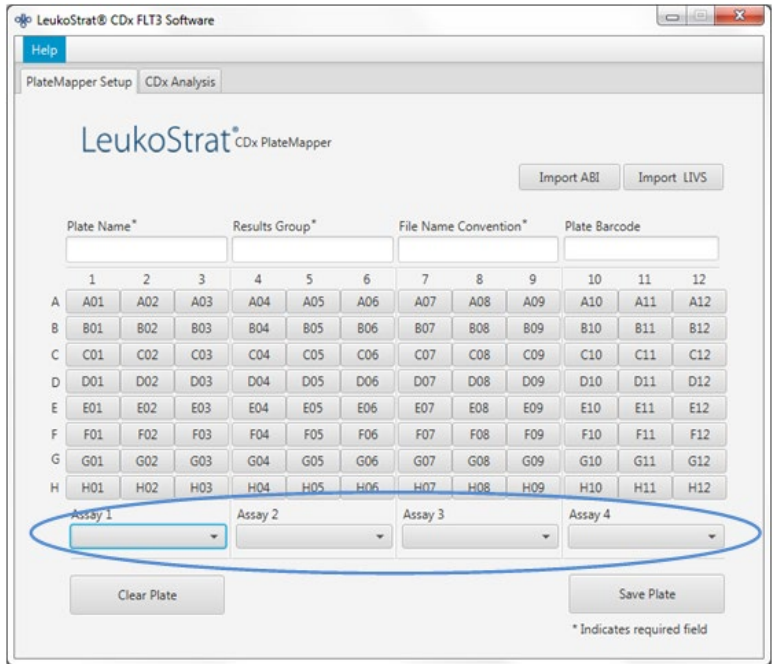 LeukoStrat® CDx FLT3 Software
Help
PlateMapper Setup CDx Analysis
LeukoStrat® CDx PlateMapper
Import ABI Import LIVS
Plate Name* Results Group* File Name Convention* Plate Barcode
1 2 3 4 5 6 7 8 9 10 11 12
A A01 A02 A03 A04 A05 A06 A07 A08 A09 A10 A11 A12
B B01 B02 B03 B04 B05 B06 B07 B08 B09 B10 B11 B12
C C01 C02 C03 C04 C05 C06 C07 C08 C09 C10 C11 C12
D D01 D02 D03 D04 D05 D06 D07 D08 D09 D10 D11 D12
E E01 E02 E03 E04 E05 E06 E07 E08 E09 E10 E11 E12
F F01 F02 F03 F04 F05 F06 F07 F08 F09 F10 F11 F12
G G01 G02 G03 G04 G05 G06 G07 G08 G09 G10 G11 G12
H H01 H02 H03 H04 H05 H06 H07 H08 H09 H10 H11 H12
Assay 1 Assay 2 Assay 3 Assay 4
Clear Plate Save Plate
* Indicates required field